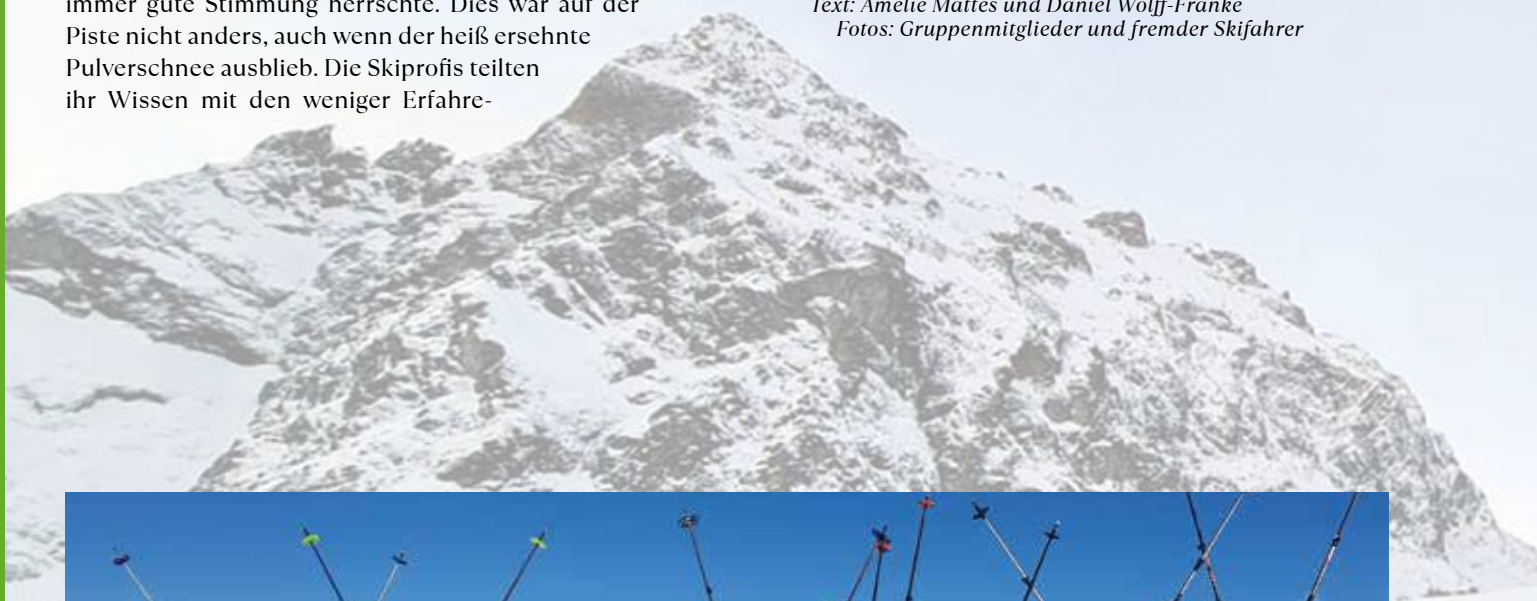 immer gute Stimmung herrschte. Dies war auf der
Piste nicht anders, auch wenn der heiß ersehnte
Pulverschnee ausblieb. Die Skiprofis teilten
ihr Wissen mit den weniger Erfahre-
Text: Amelie Mattes und Daniel Wolff-Franke
Fotos: Gruppenmitglieder und fremder Skifahrer